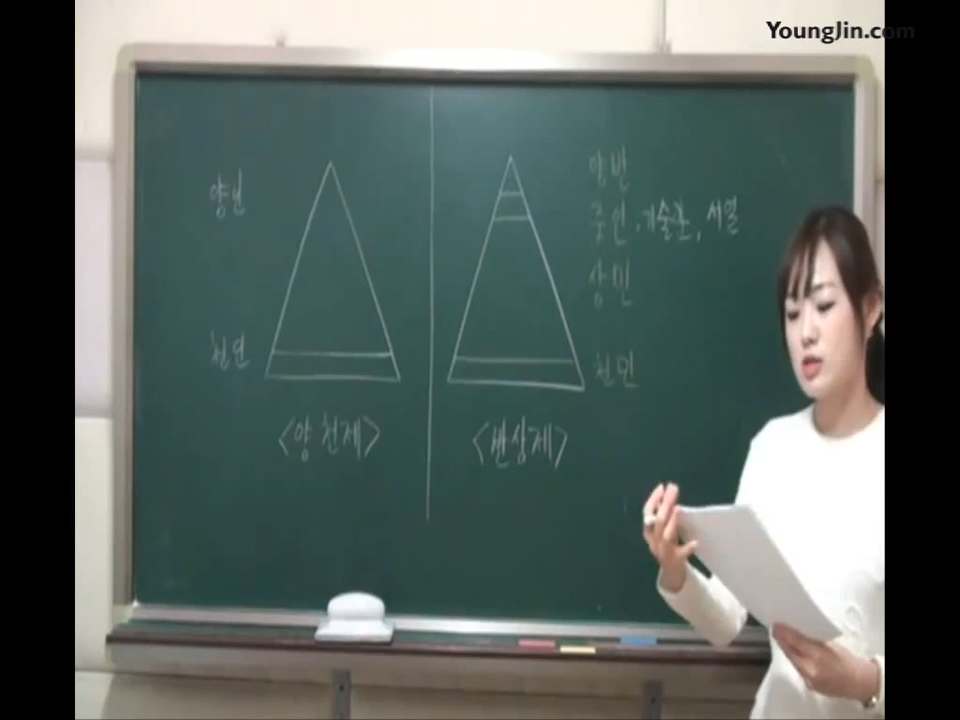 YoungJin.com
양인
천인
<양천제>
양반
중인, 기술관, 서얼
상민
천민
<반상제>